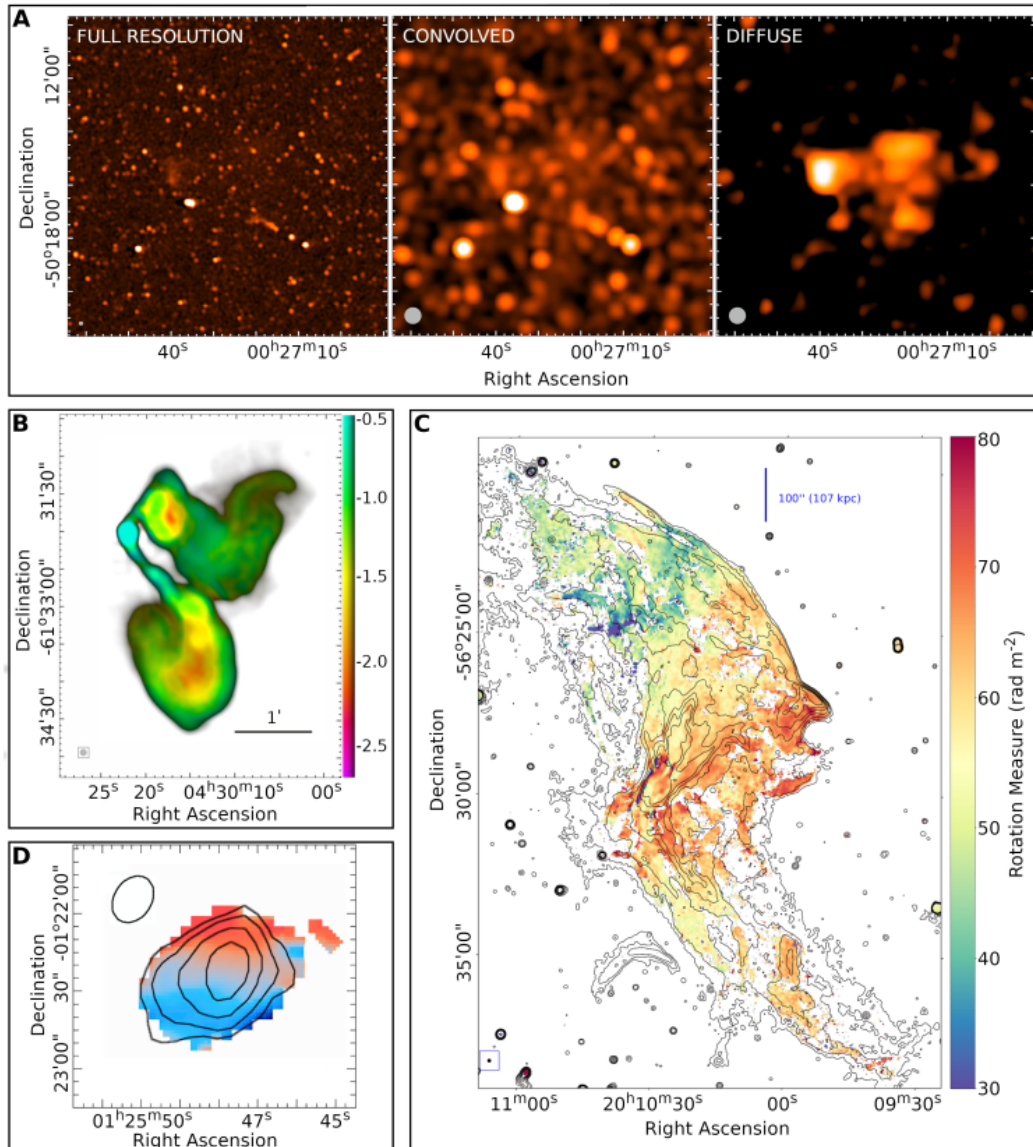 A
FULL RESOLUTION
CONVOLVED
DIFFUSE
Declination
12'00"
-50°18'00"
40ˢ 00ʰ27ᵐ10ˢ
40ˢ 00ʰ27ᵐ10ˢ
40ˢ 00ʰ27ᵐ10ˢ
Right Ascension
B
Declination
31'30"
-61°33'00"
34'30"
1'
-0.5
-1.0
-1.5
-2.0
-2.5
25ˢ 20ˢ 04ʰ30ᵐ10ˢ 00ˢ
Right Ascension
C
100'' (107 kpc)
Declination
-56°25'00"
30'00"
35'00"
11ᵐ00ˢ 20ʰ10ᵐ30ˢ 00ˢ 09ᵐ30ˢ
Right Ascension
80
70
60
50
40
30
Rotation Measure (rad m⁻²)
D
Declination
-01°22'00"
30"
23'00"
01ʰ25ᵐ50ˢ 47ˢ 45ˢ
Right Ascension